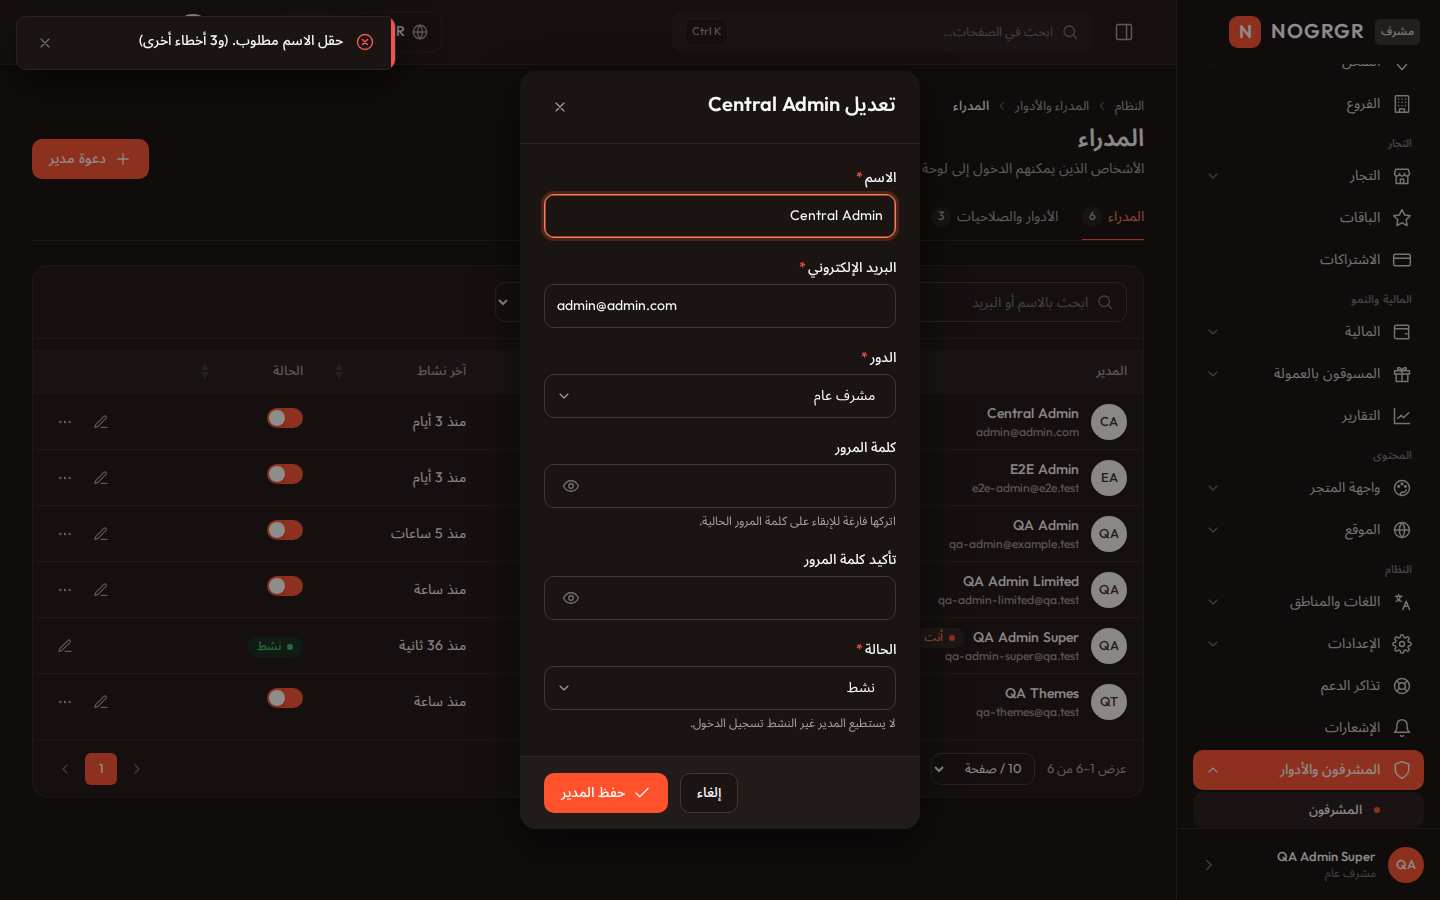 حقل الاسم مطلوب. (و3 أخطاء أخرى)
R
Ctrl K
ابحث في الصفحات...
N NOGRGR مشرف
الفروع
التجار
التجار
الباقات
الاشتراكات
المالية والنمو
المالية
المسوقون بالعمولة
التقارير
المحتوى
واجهة المتجر
الموقع
النظام
اللغات والمناطق
الإعدادات
تذاكر الدعم
الإشعارات
المشرفون والأدوار
المشرفون
QA
QA Admin Super
مشرف عام
النظام
المدراء والأدوار
المدراء
المدراء
الأشخاص الذين يمكنهم الدخول إلى لوحة
دعوة مدير
المدراء 6
الأدوار والصلاحيات 3
ابحث بالاسم أو البريد
المدير
آخر نشاط
الحالة
CA
Central Admin
admin@admin.com
منذ 3 أيام
EA
E2E Admin
e2e-admin@e2e.test
منذ 3 أيام
QA
QA Admin
qa-admin@example.test
منذ 5 ساعات
QA
QA Admin Limited
qa-admin-limited@qa.test
منذ ساعة
QA
QA Admin Super
أنت
qa-admin-super@qa.test
منذ 36 ثانية
نشط
QT
QA Themes
qa-themes@qa.test
منذ ساعة
عرض 1–6 من 6
10 / صفحة
1
تعديل Central Admin
الاسم *
Central Admin
البريد الإلكتروني *
admin@admin.com
الدور *
مشرف عام
كلمة المرور
اتركها فارغة للإبقاء على كلمة المرور الحالية.
تأكيد كلمة المرور
الحالة *
نشط
لا يستطيع المدير غير النشط تسجيل الدخول.
إلغاء
حفظ المدير